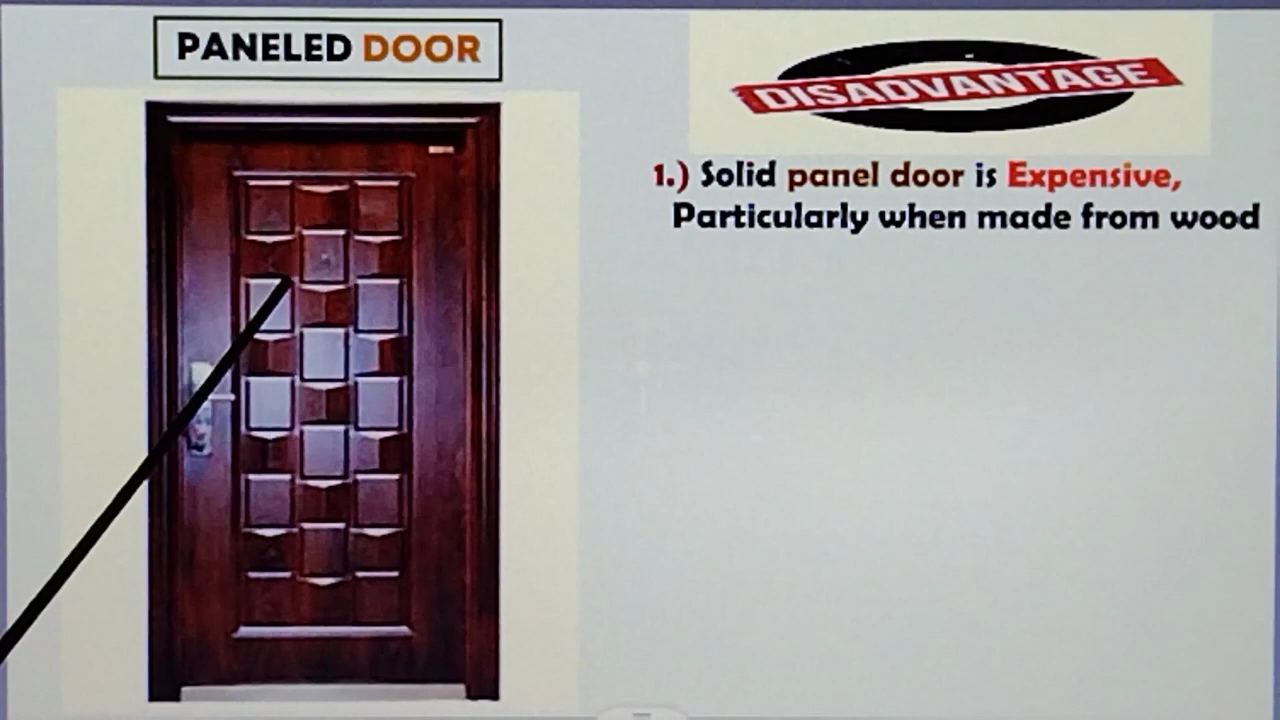 PANELED DOOR
DISADVANTAGE
1.) Solid panel door is Expensive,
Particularly when made from wood